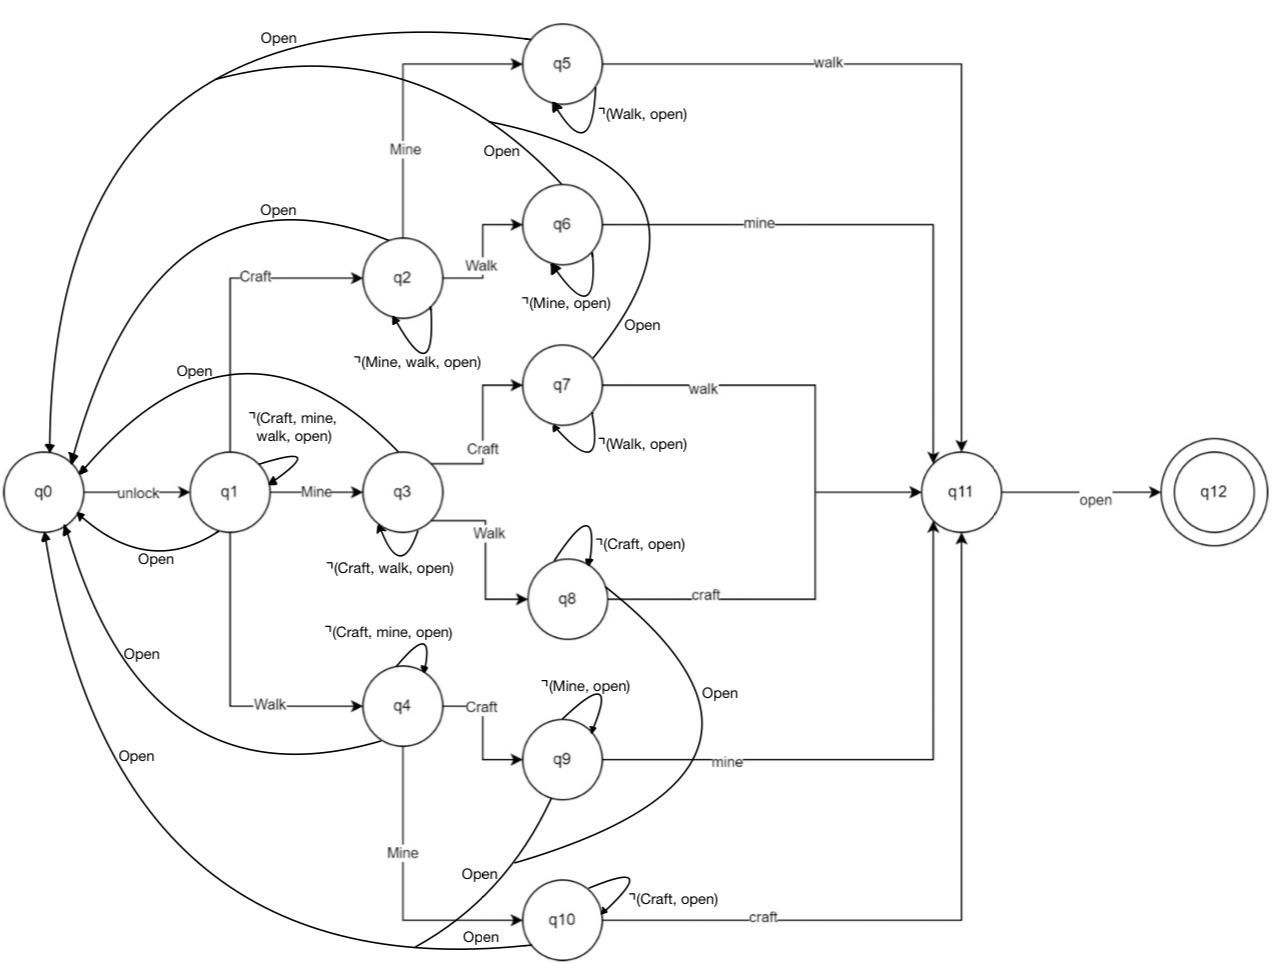 Open
q5
walk
¬(Walk, open)
Mine
Open
Open
q6
mine
Craft
q2
Walk
¬(Mine, open)
¬(Mine, walk, open)
Open
Open
q7
walk
¬(Craft, mine,
walk, open)
Craft
¬(Walk, open)
q0
unlock
q1
Mine
q3
q11
open
q12
Walk
Open
¬(Craft, walk, open)
¬(Craft, open)
q8
craft
¬(Craft, mine, open)
Open
¬(Mine, open)
Open
Walk
q4
Craft
Open
q9
mine
Mine
Open
¬(Craft, open)
q10
craft
Open